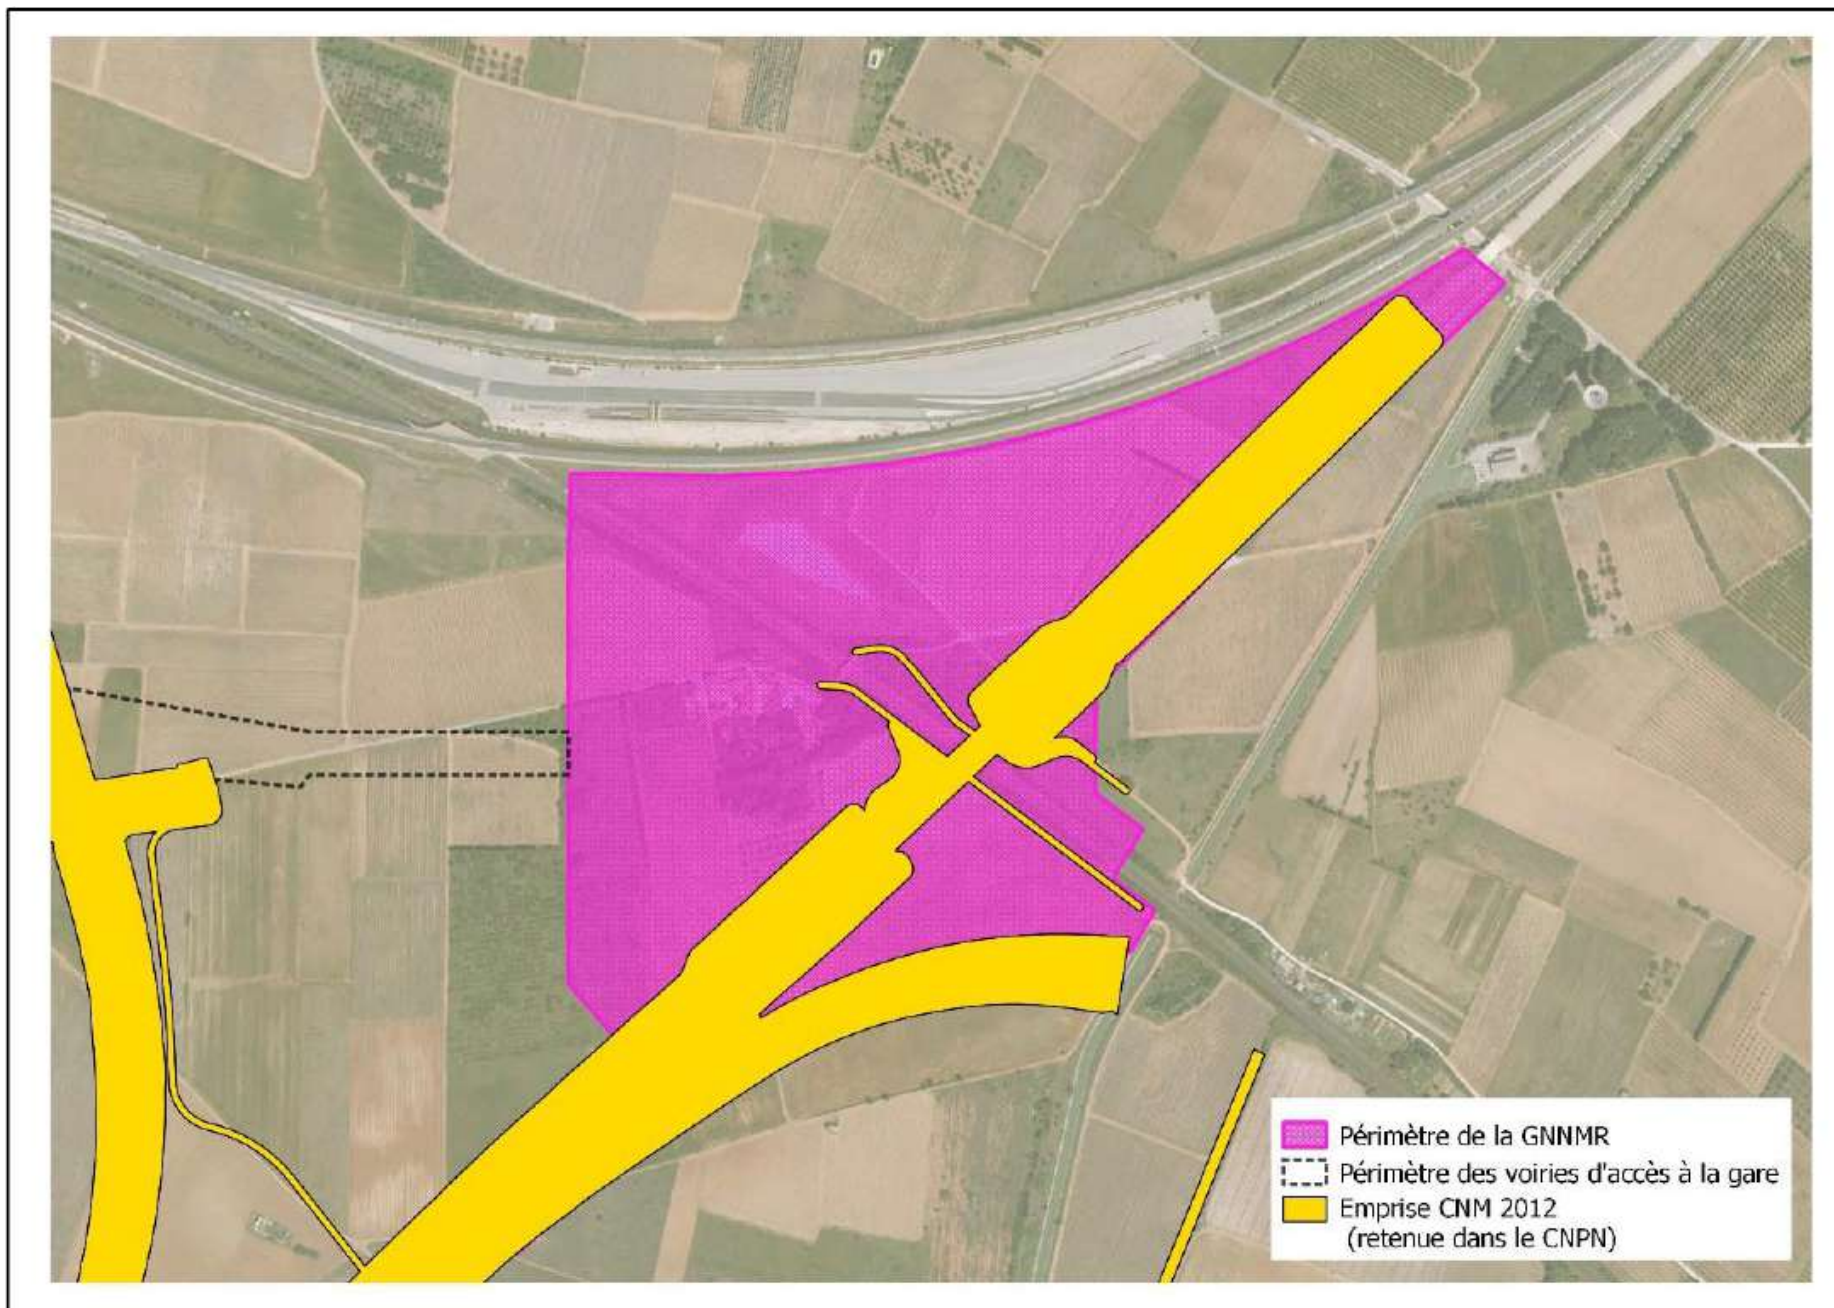 Périmètre de la GNNMR
Périmètre des voiries d'accès à la gare
Emprise CNM 2012
(retenue dans le CNPN)